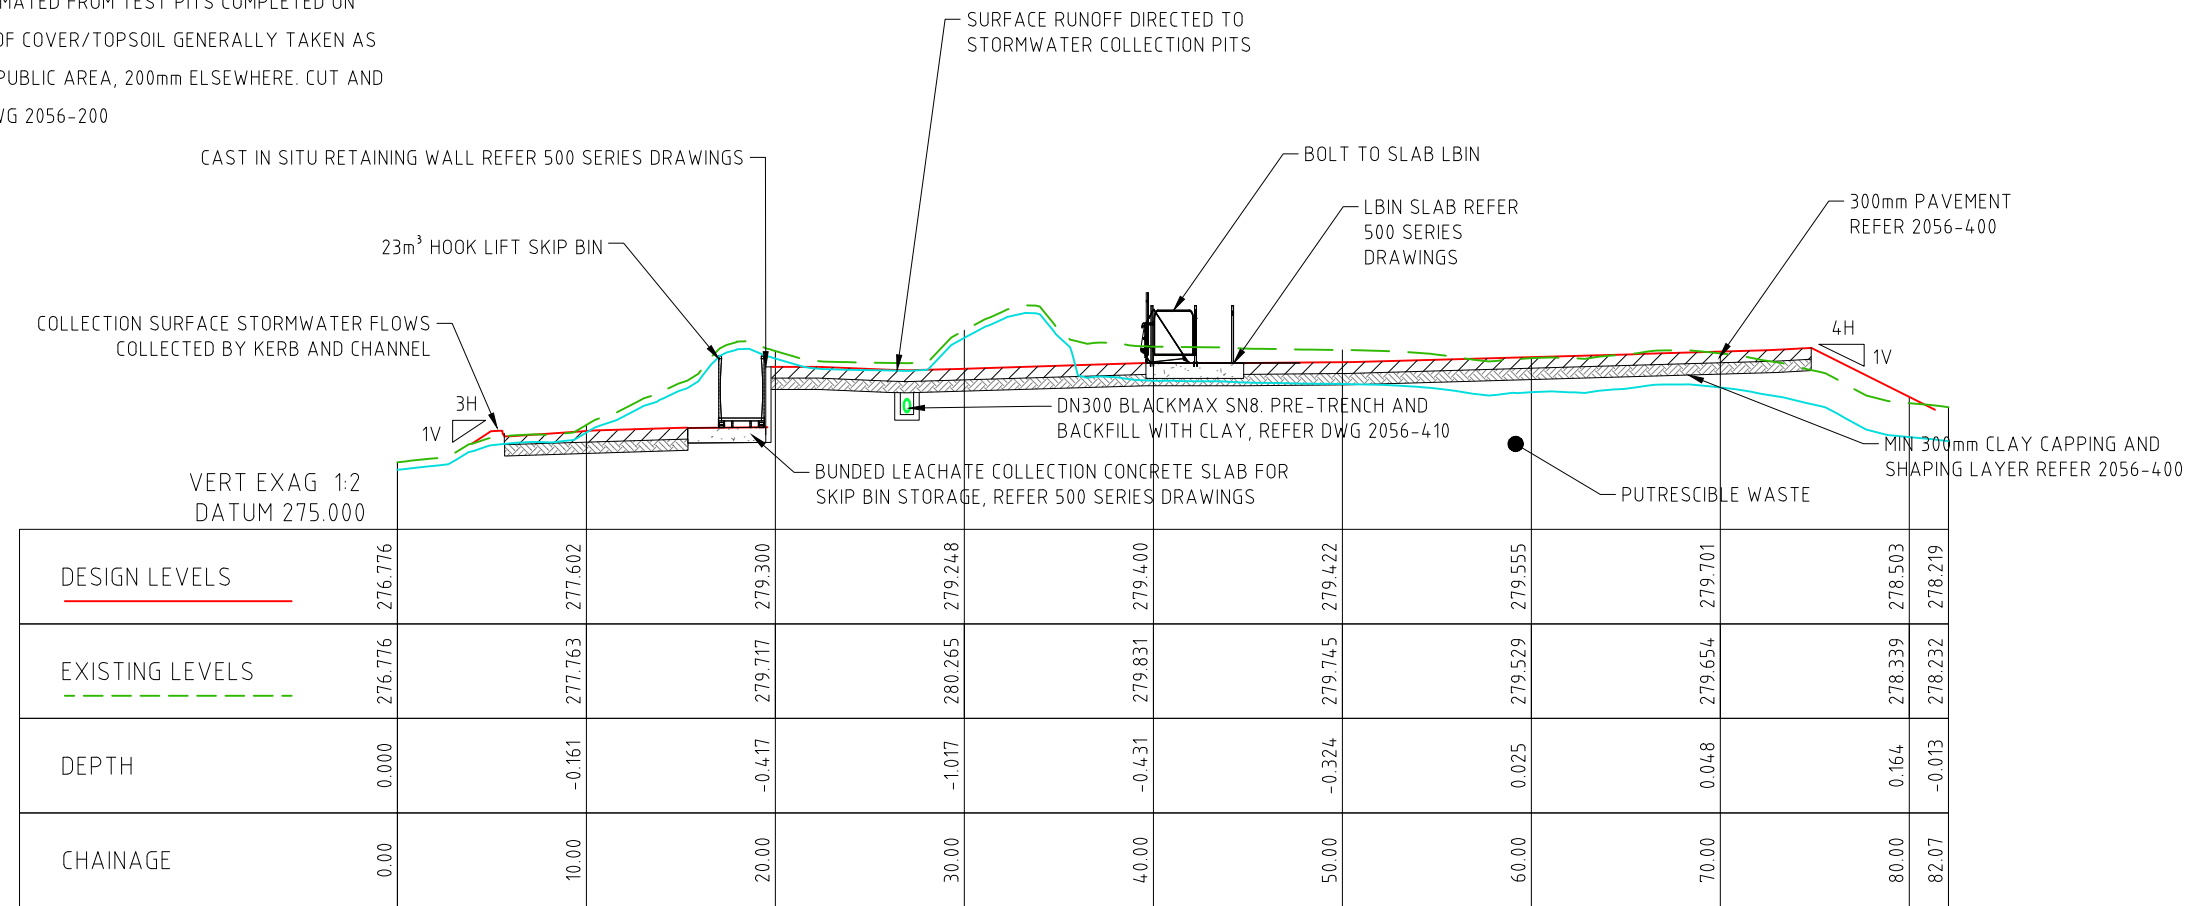 MATED FROM TEST PITS COMPLETED ON
OF COVER/TOPSOIL GENERALLY TAKEN AS
PUBLIC AREA, 200mm ELSEWHERE. CUT AND
WG 2056-200
SURFACE RUNOFF DIRECTED TO
STORMWATER COLLECTION PITS
CAST IN SITU RETAINING WALL REFER 500 SERIES DRAWINGS
BOLT TO SLAB LBIN
LBIN SLAB REFER
500 SERIES
DRAWINGS
300mm PAVEMENT
REFER 2056-400
23m³ HOOK LIFT SKIP BIN
COLLECTION SURFACE STORMWATER FLOWS
COLLECTED BY KERB AND CHANNEL
4H
1V
3H
1V
DN300 BLACKMAX SN8. PRE-TRENCH AND
BACKFILL WITH CLAY, REFER DWG 2056-410
MIN 300mm CLAY CAPPING AND
SHAPING LAYER REFER 2056-400
BUNDED LEACHATE COLLECTION CONCRETE SLAB FOR
SKIP BIN STORAGE, REFER 500 SERIES DRAWINGS
PUTRESCIBLE WASTE
VERT EXAG 1:2
DATUM 275.000
DESIGN LEVELS 276.776 277.602 279.300 279.248 279.400 279.422 279.555 279.701 278.503 278.219
EXISTING LEVELS 276.776 277.763 279.717 280.265 279.831 279.745 279.529 279.654 278.339 278.232
DEPTH 0.000 -0.161 -0.417 -1.017 -0.431 -0.324 0.025 0.048 0.164 -0.013
CHAINAGE 0.00 10.00 20.00 30.00 40.00 50.00 60.00 70.00 80.00 82.07